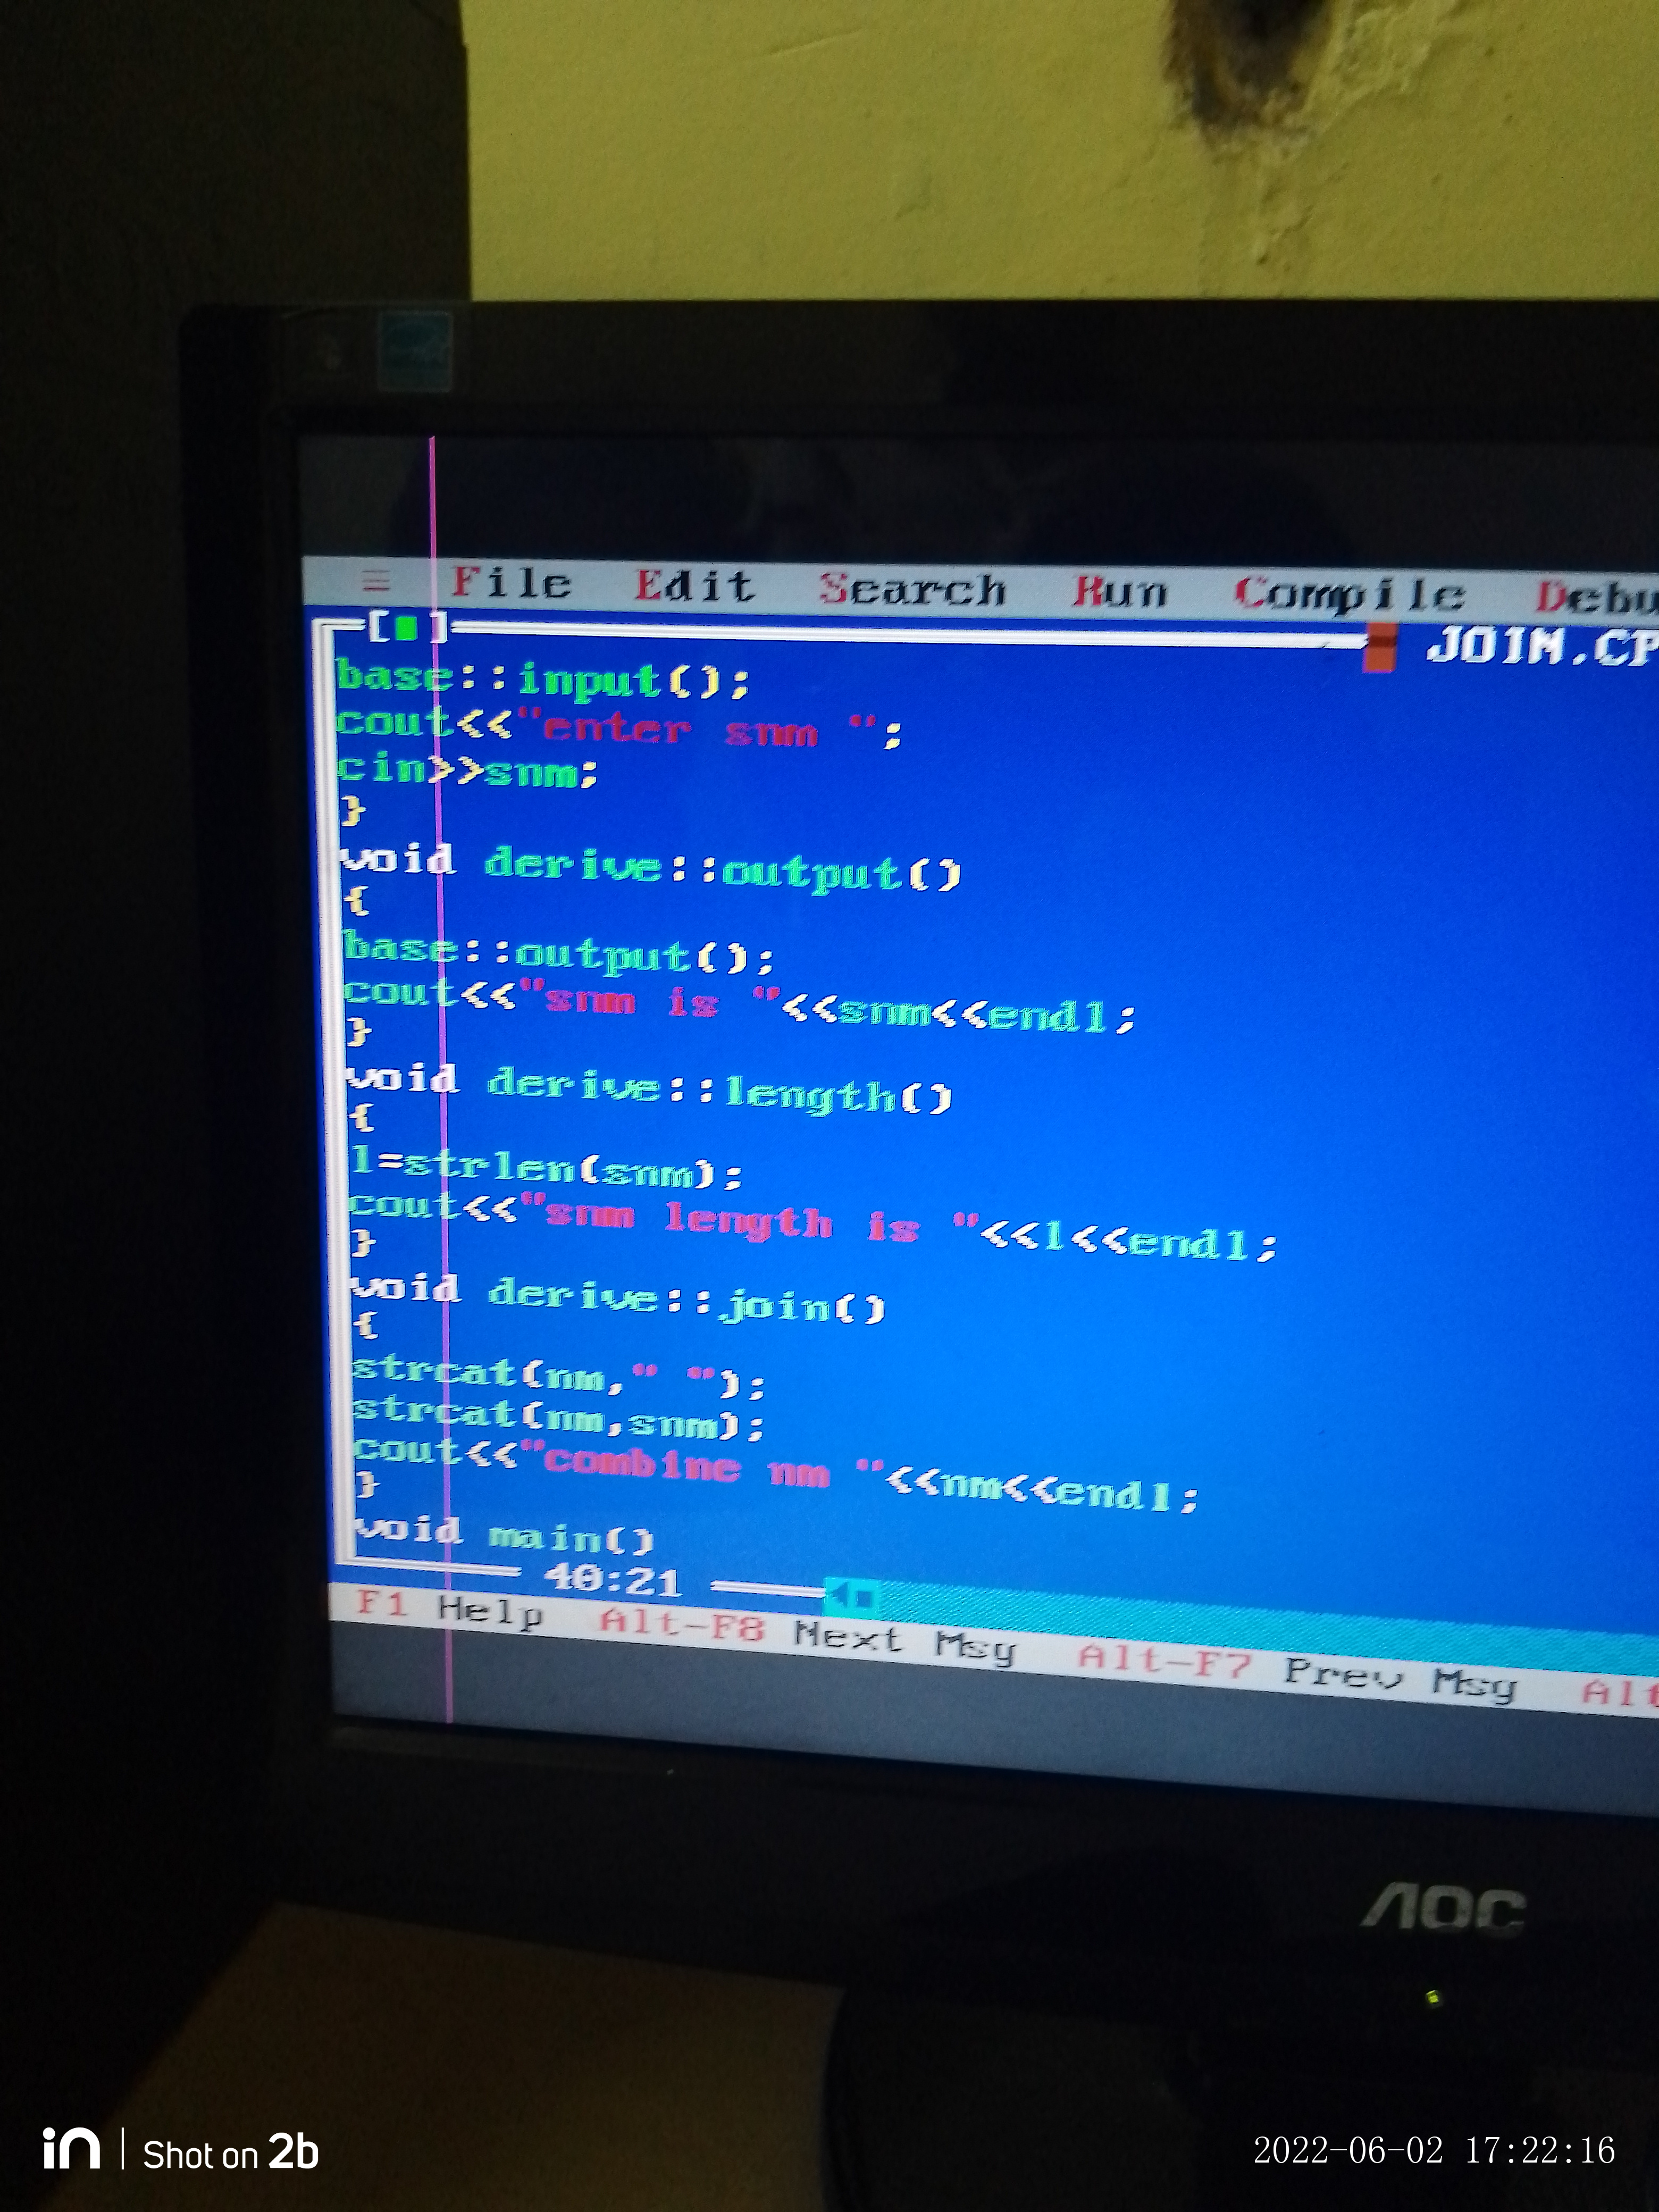 ≡ File Edit Search Run Compile Debu
[■] JOIN.CP
base::input();
cout<<"enter snm ";
cin>>snm;
}
void derive::output()
{
base::output();
cout<<"snm is "<<snm<<endl;
}
void derive::length()
{
l=strlen(snm);
cout<<"snm length is "<<l<<endl;
}
void derive::join()
{
strcat(nm," ");
strcat(nm,snm);
cout<<"combine nm "<<nm<<endl;
}
void main()
40:21
F1 Help Alt-F8 Next Msg Alt-F7 Prev Msg Alt
AOC
in | Shot on 2b
2022-06-02 17:22:16